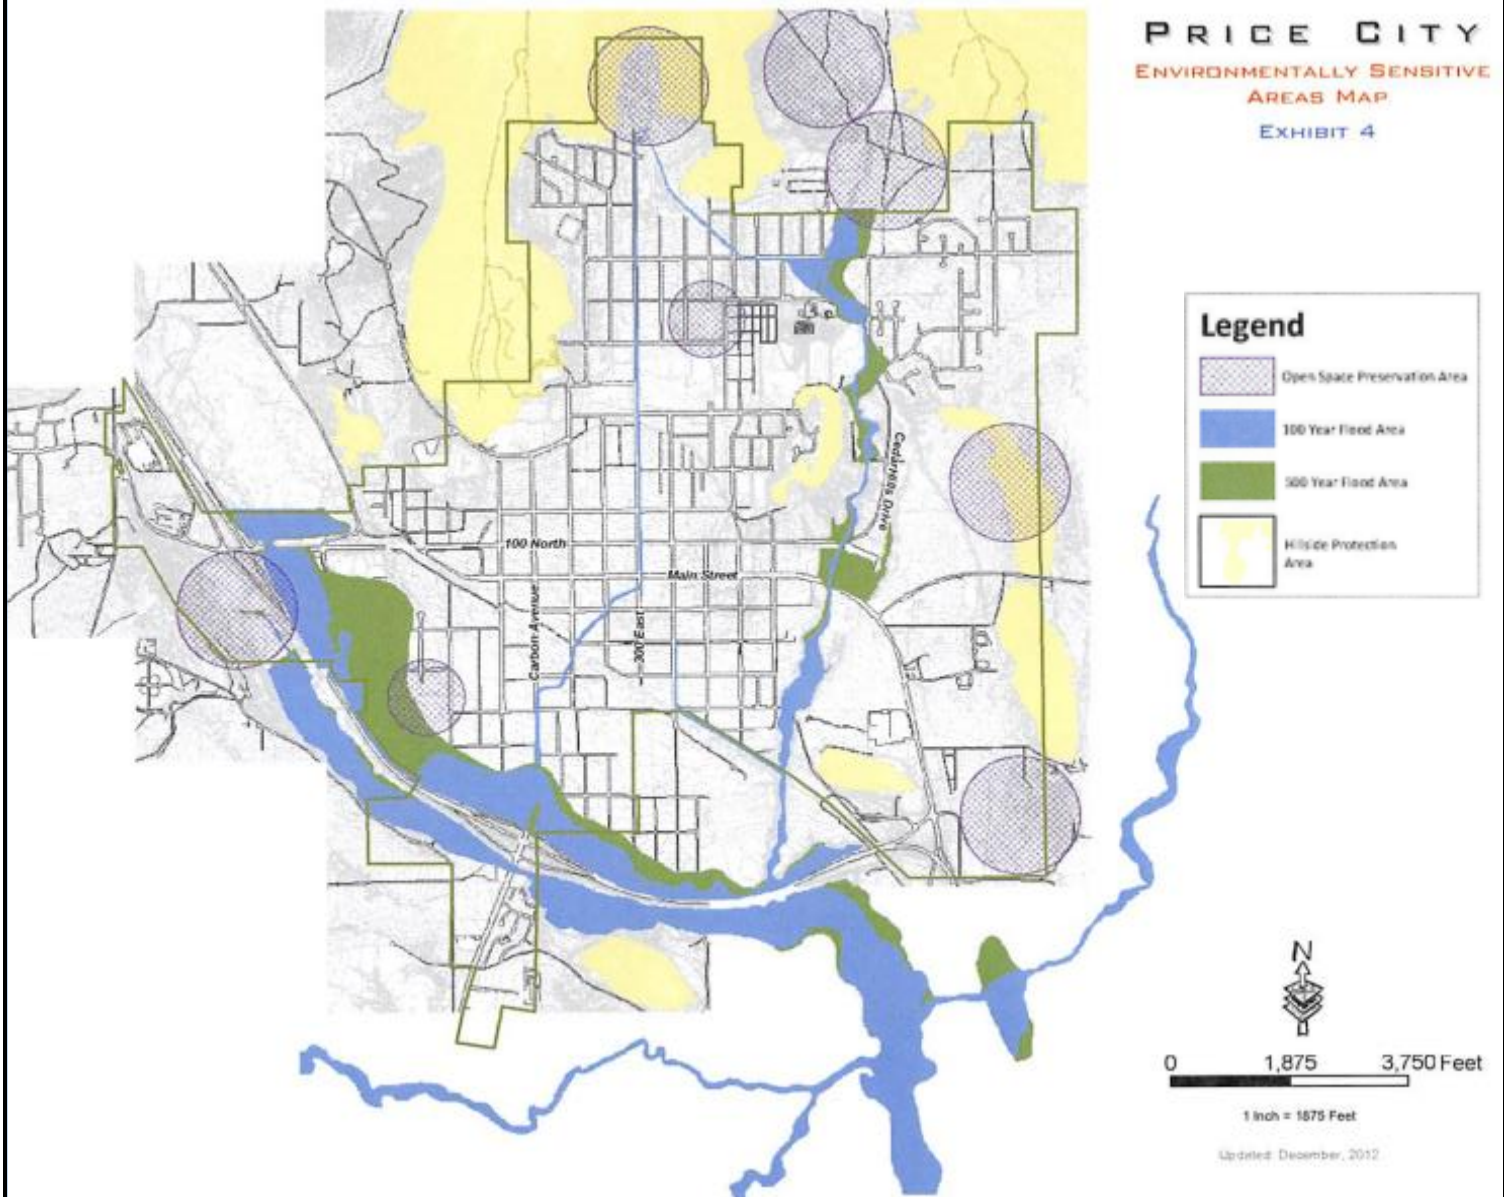 PRICE CITY
ENVIRONMENTALLY SENSITIVE
AREAS MAP
EXHIBIT 4
Legend
Open Space Preservation Area
100 Year Flood Area
500 Year Flood Area
Hillside Protection
Area
Cedarhills Drive
100 North
Main Street
Carbon Avenue
300 East
N
0 1,875 3,750 Feet
1 Inch = 1875 Feet
Updated: December, 2012